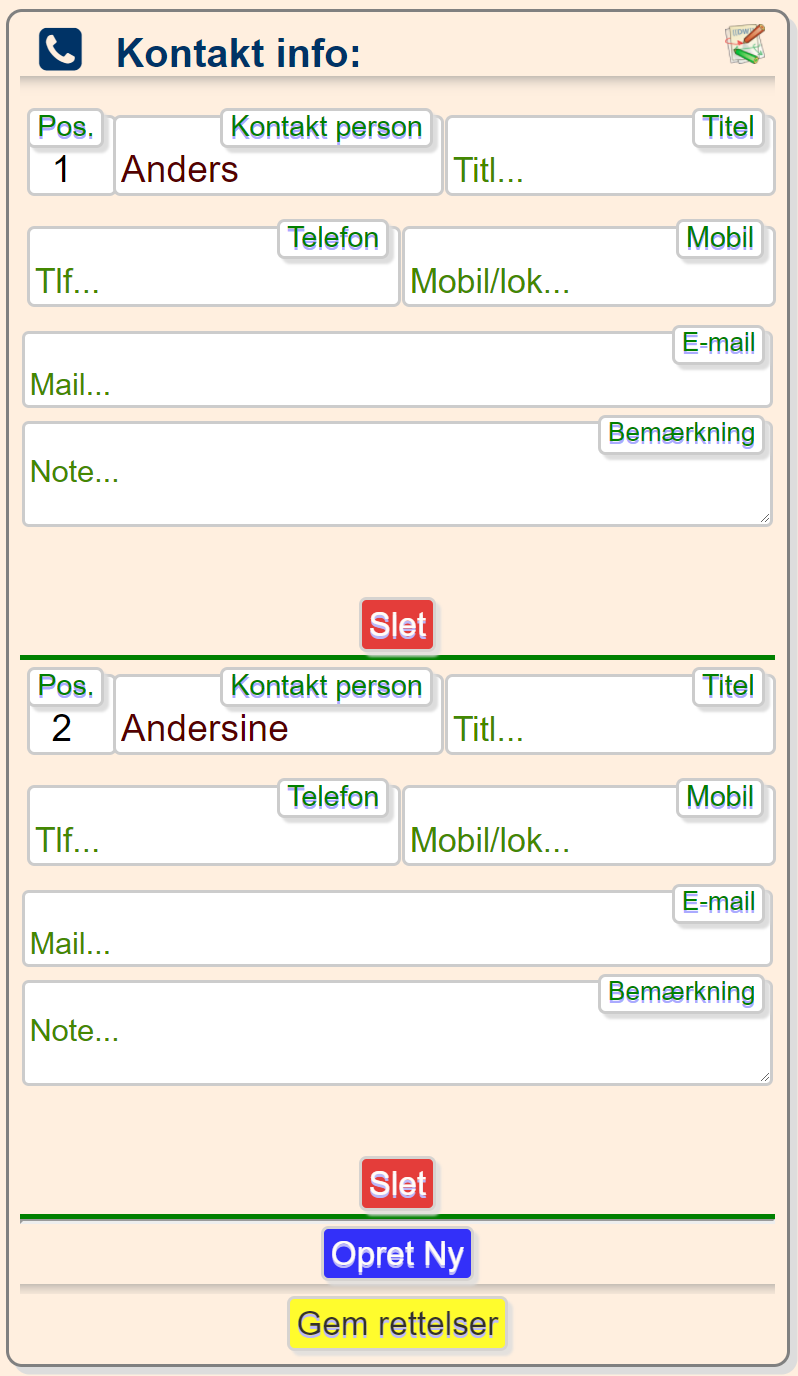 Kontakt info:
Pos. Kontakt person Titel
1 Anders Titl...
Telefon Mobil
Tlf... Mobil/lok...
E-mail
Mail...
Bemærkning
Note...
Slet
Pos. Kontakt person Titel
2 Andersine Titl...
Telefon Mobil
Tlf... Mobil/lok...
E-mail
Mail...
Bemærkning
Note...
Slet
Opret Ny
Gem rettelser